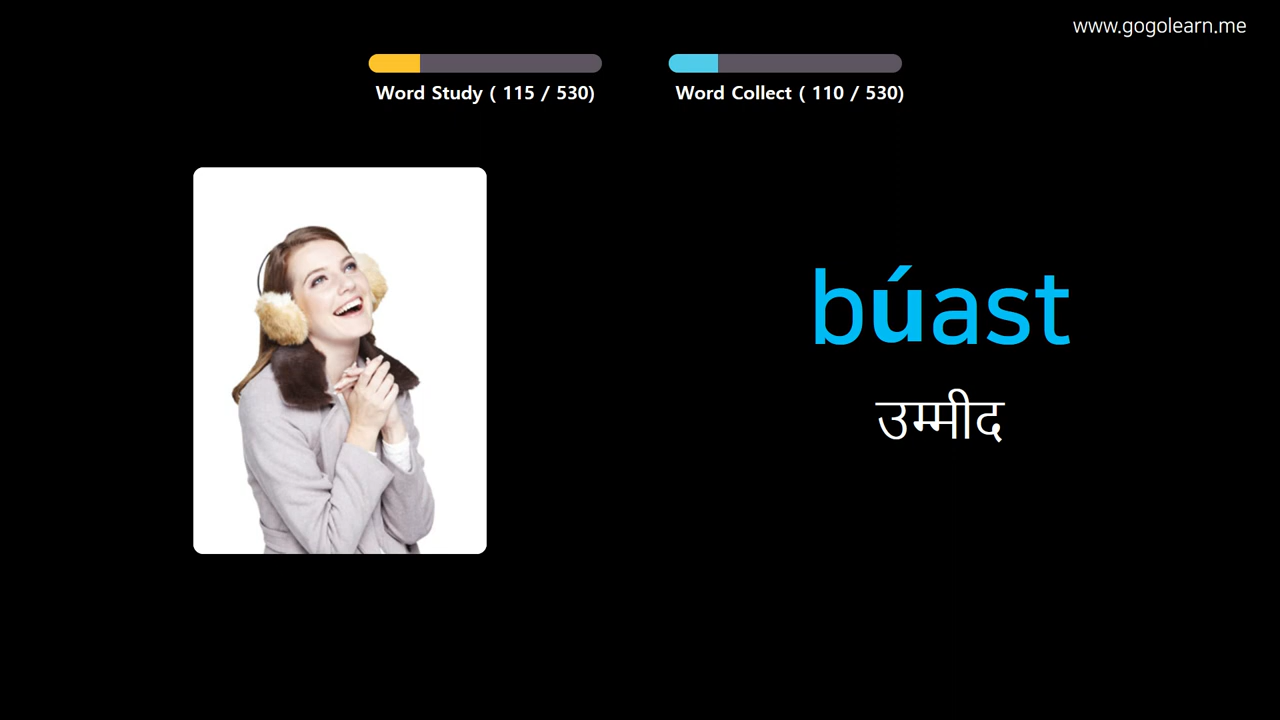 www.gogolearn.me
Word Study ( 115 / 530)
Word Collect ( 110 / 530)
búast
उम्मीद